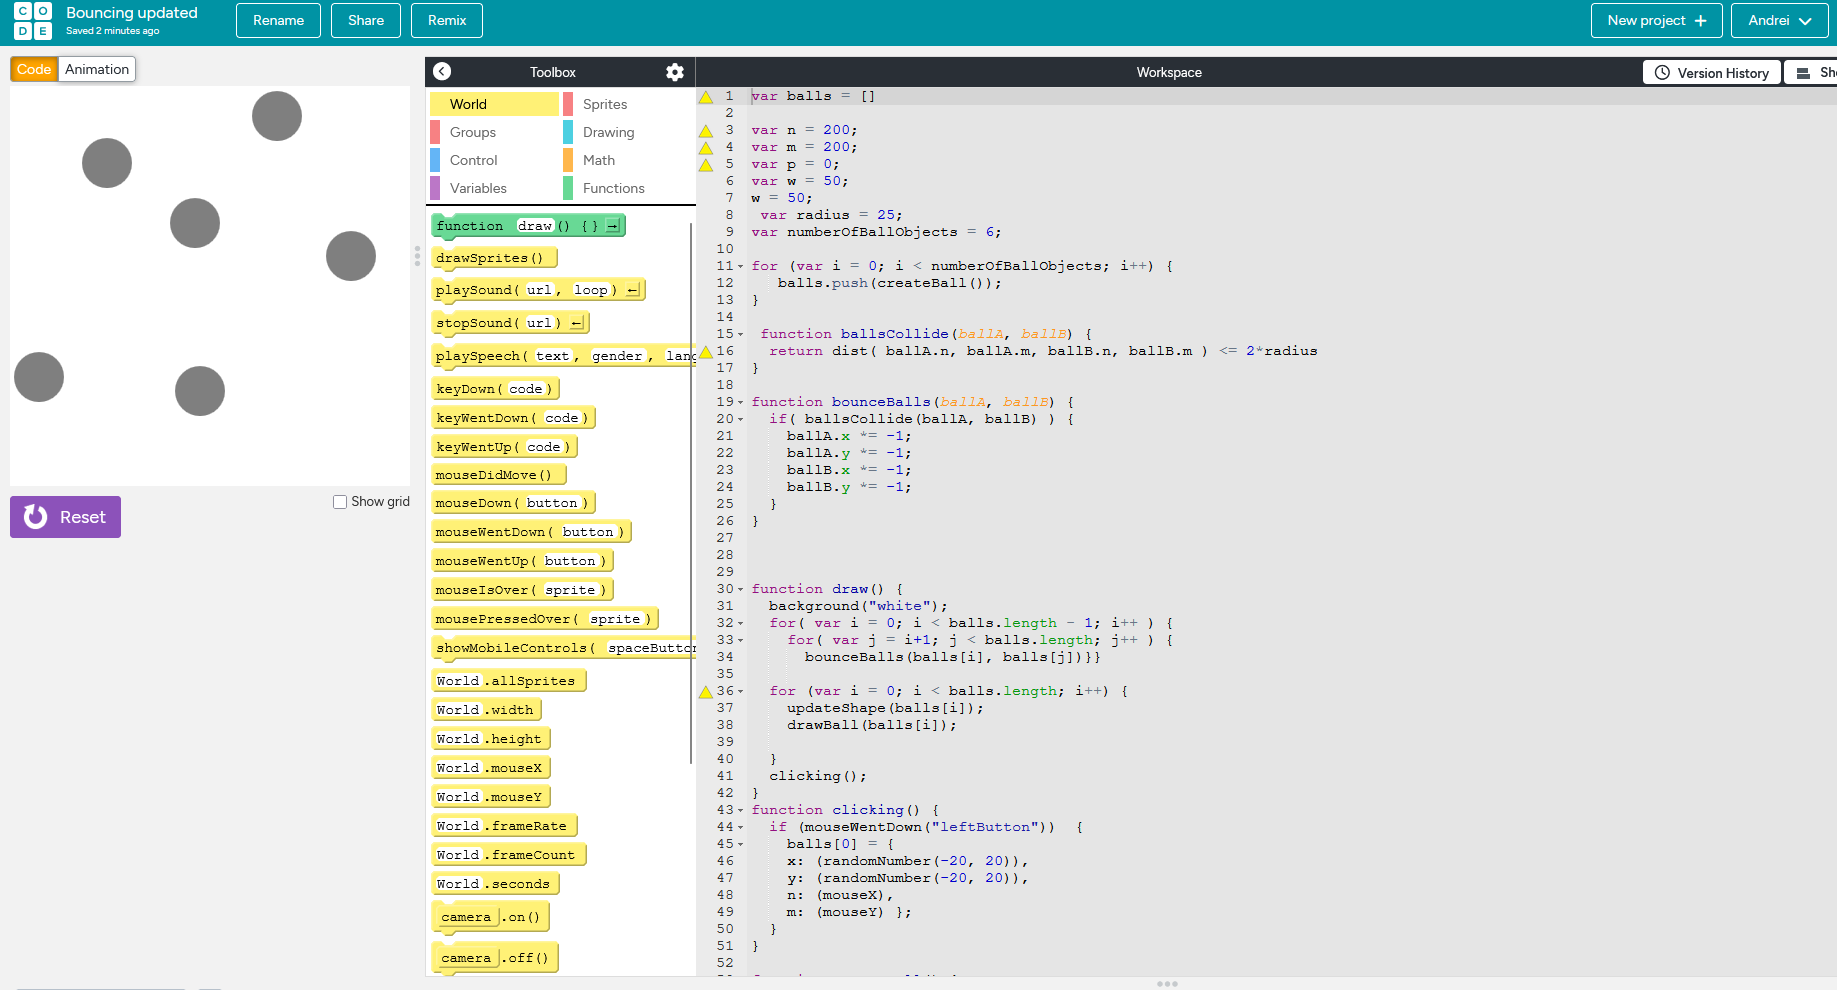 CODE
Bouncing updated
Saved 2 minutes ago
Rename
Share
Remix
New project +
Andrei
Code
Animation
Show grid
Reset
Toolbox
World
Sprites
Groups
Drawing
Control
Math
Variables
Functions
function draw() {}
drawSprites()
playSound( url, loop)
stopSound( url)
playSpeech( text, gender, lang
keyDown( code)
keyWentDown( code)
keyWentUp( code)
mouseDidMove()
mouseDown( button)
mouseWentDown( button)
mouseWentUp( button)
mouseIsOver( sprite)
mousePressedOver( sprite)
showMobileControls( spaceButton
World.allSprites
World.width
World.height
World.mouseX
World.mouseY
World.frameRate
World.frameCount
World.seconds
camera.on()
camera.off()
Workspace
Version History
1 var balls = []
2
3 var n = 200;
4 var m = 200;
5 var p = 0;
6 var w = 50;
7 w = 50;
8 var radius = 25;
9 var numberOfBallObjects = 6;
10
11 for (var i = 0; i < numberOfBallObjects; i++) {
12 balls.push(createBall());
13 }
14
15 function ballsCollide(ballA, ballB) {
16 return dist( ballA.n, ballA.m, ballB.n, ballB.m ) <= 2*radius
17 }
18
19 function bounceBalls(ballA, ballB) {
20 if( ballsCollide(ballA, ballB) ) {
21 ballA.x *= -1;
22 ballA.y *= -1;
23 ballB.x *= -1;
24 ballB.y *= -1;
25 }
26 }
27
28
29
30 function draw() {
31 background("white");
32 for( var i = 0; i < balls.length - 1; i++ ) {
33 for( var j = i+1; j < balls.length; j++ ) {
34 bounceBalls(balls[i], balls[j])}}
35
36 for (var i = 0; i < balls.length; i++) {
37 updateShape(balls[i]);
38 drawBall(balls[i]);
39
40 }
41 clicking();
42 }
43 function clicking() {
44 if (mouseWentDown("leftButton")) {
45 balls[0] = {
46 x: (randomNumber(-20, 20)),
47 y: (randomNumber(-20, 20)),
48 n: (mouseX),
49 m: (mouseY) };
50 }
51 }
52